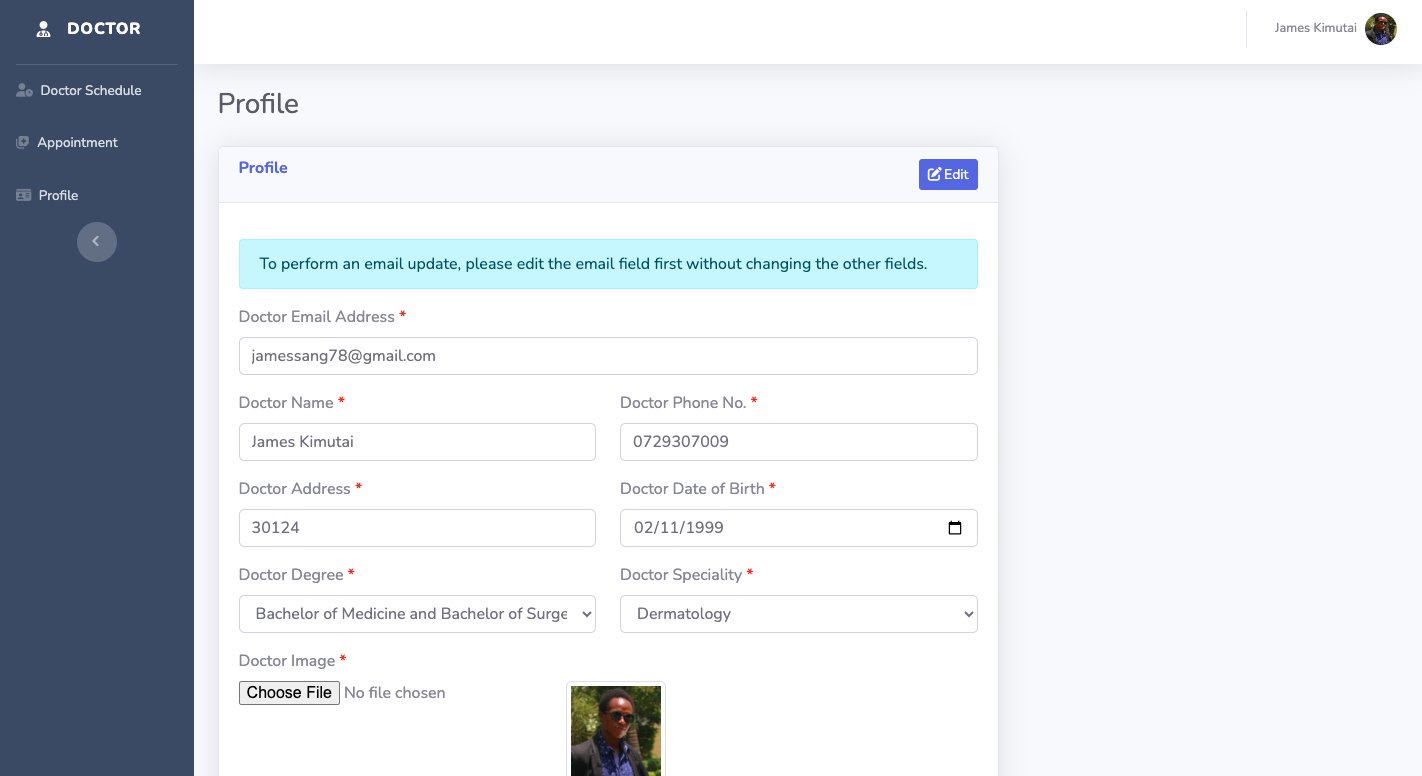 DOCTOR
James Kimutai
Doctor Schedule
Appointment
Profile
Profile
Profile
Edit
To perform an email update, please edit the email field first without changing the other fields.
Doctor Email Address *
jamessang78@gmail.com
Doctor Name *
Doctor Phone No. *
James Kimutai
0729307009
Doctor Address *
Doctor Date of Birth *
30124
02/11/1999
Doctor Degree *
Doctor Speciality *
Bachelor of Medicine and Bachelor of Surge
Dermatology
Doctor Image *
Choose File No file chosen